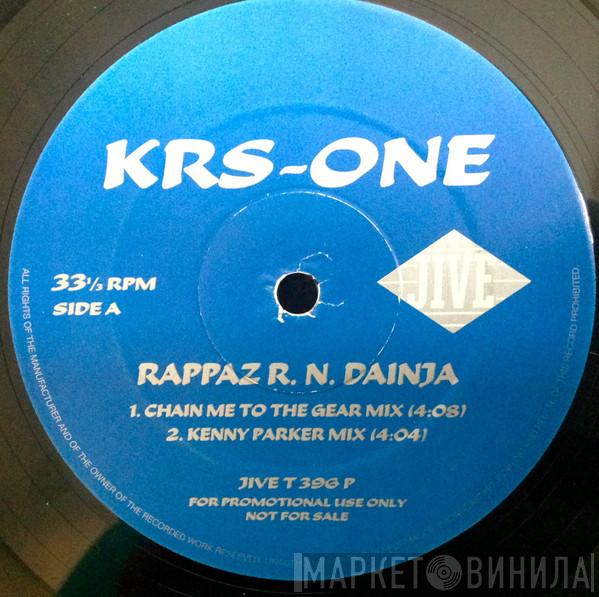 KRS-ONE
33 1/3 RPM
SIDE A
JIVE
RAPPAZ R. N. DAINJA
1. CHAIN ME TO THE GEAR MIX (4:08)
2. KENNY PARKER MIX (4:04)
JIVE T 396 P
FOR PROMOTIONAL USE ONLY
NOT FOR SALE
ALL RIGHTS OF THE MANUFACTURER AND OF THE OWNER OF THE RECORDED WORK RESERVED.
THIS RECORD PROHIBITED.
МАРКЕТ ВИНИЛА